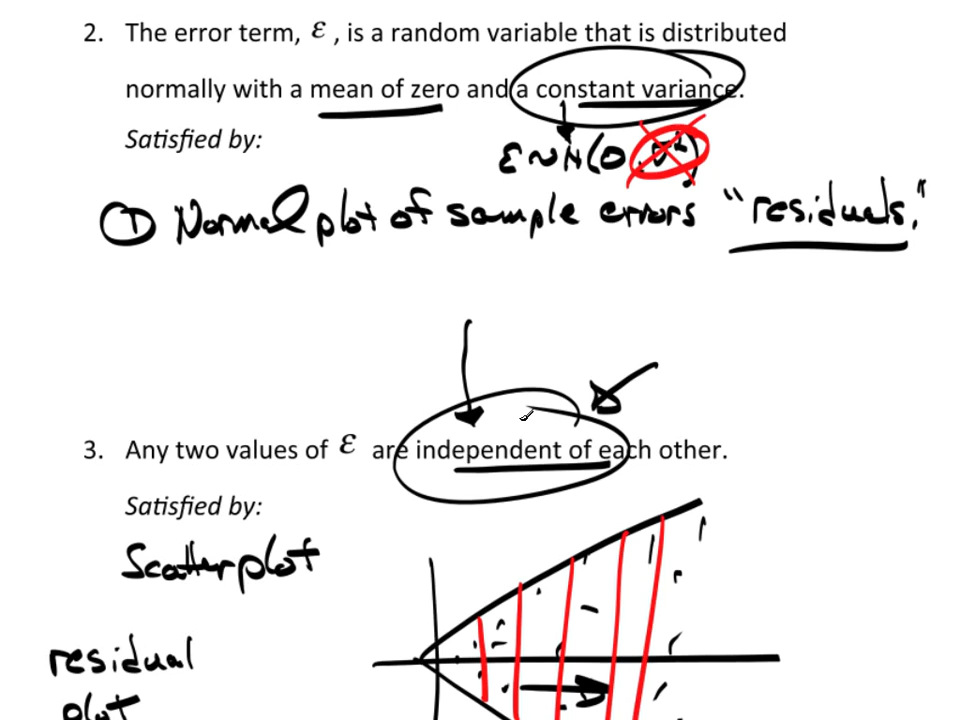 2. The error term, ε , is a random variable that is distributed
normally with a mean of zero and a constant variance.
Satisfied by:
ε ~ N(0, σ²)
① Normal plot of sample errors "residuals."
3. Any two values of ε are independent of each other.
Satisfied by:
Scatterplot
residual
plot